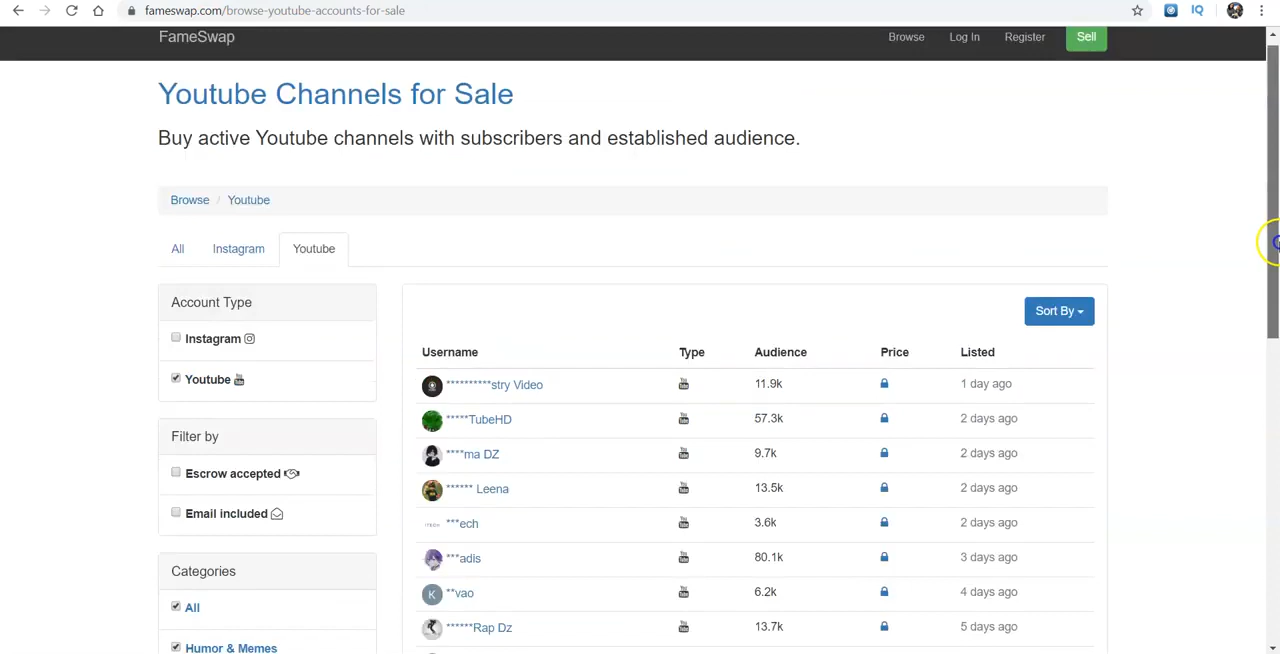 fameswap.com/browse-youtube-accounts-for-sale
IQ
FameSwap
Browse Log In Register Sell
Youtube Channels for Sale
Buy active Youtube channels with subscribers and established audience.
Browse / Youtube
All Instagram Youtube
Account Type
Instagram
Youtube
Filter by
Escrow accepted
Email included
Categories
All
Humor & Memes
Sort By
Username Type Audience Price Listed
**********stry Video 11.9k 1 day ago
*****TubeHD 57.3k 2 days ago
****ma DZ 9.7k 2 days ago
****** Leena 13.5k 2 days ago
***ech 3.6k 2 days ago
***adis 80.1k 3 days ago
K **vao 6.2k 4 days ago
******Rap Dz 13.7k 5 days ago